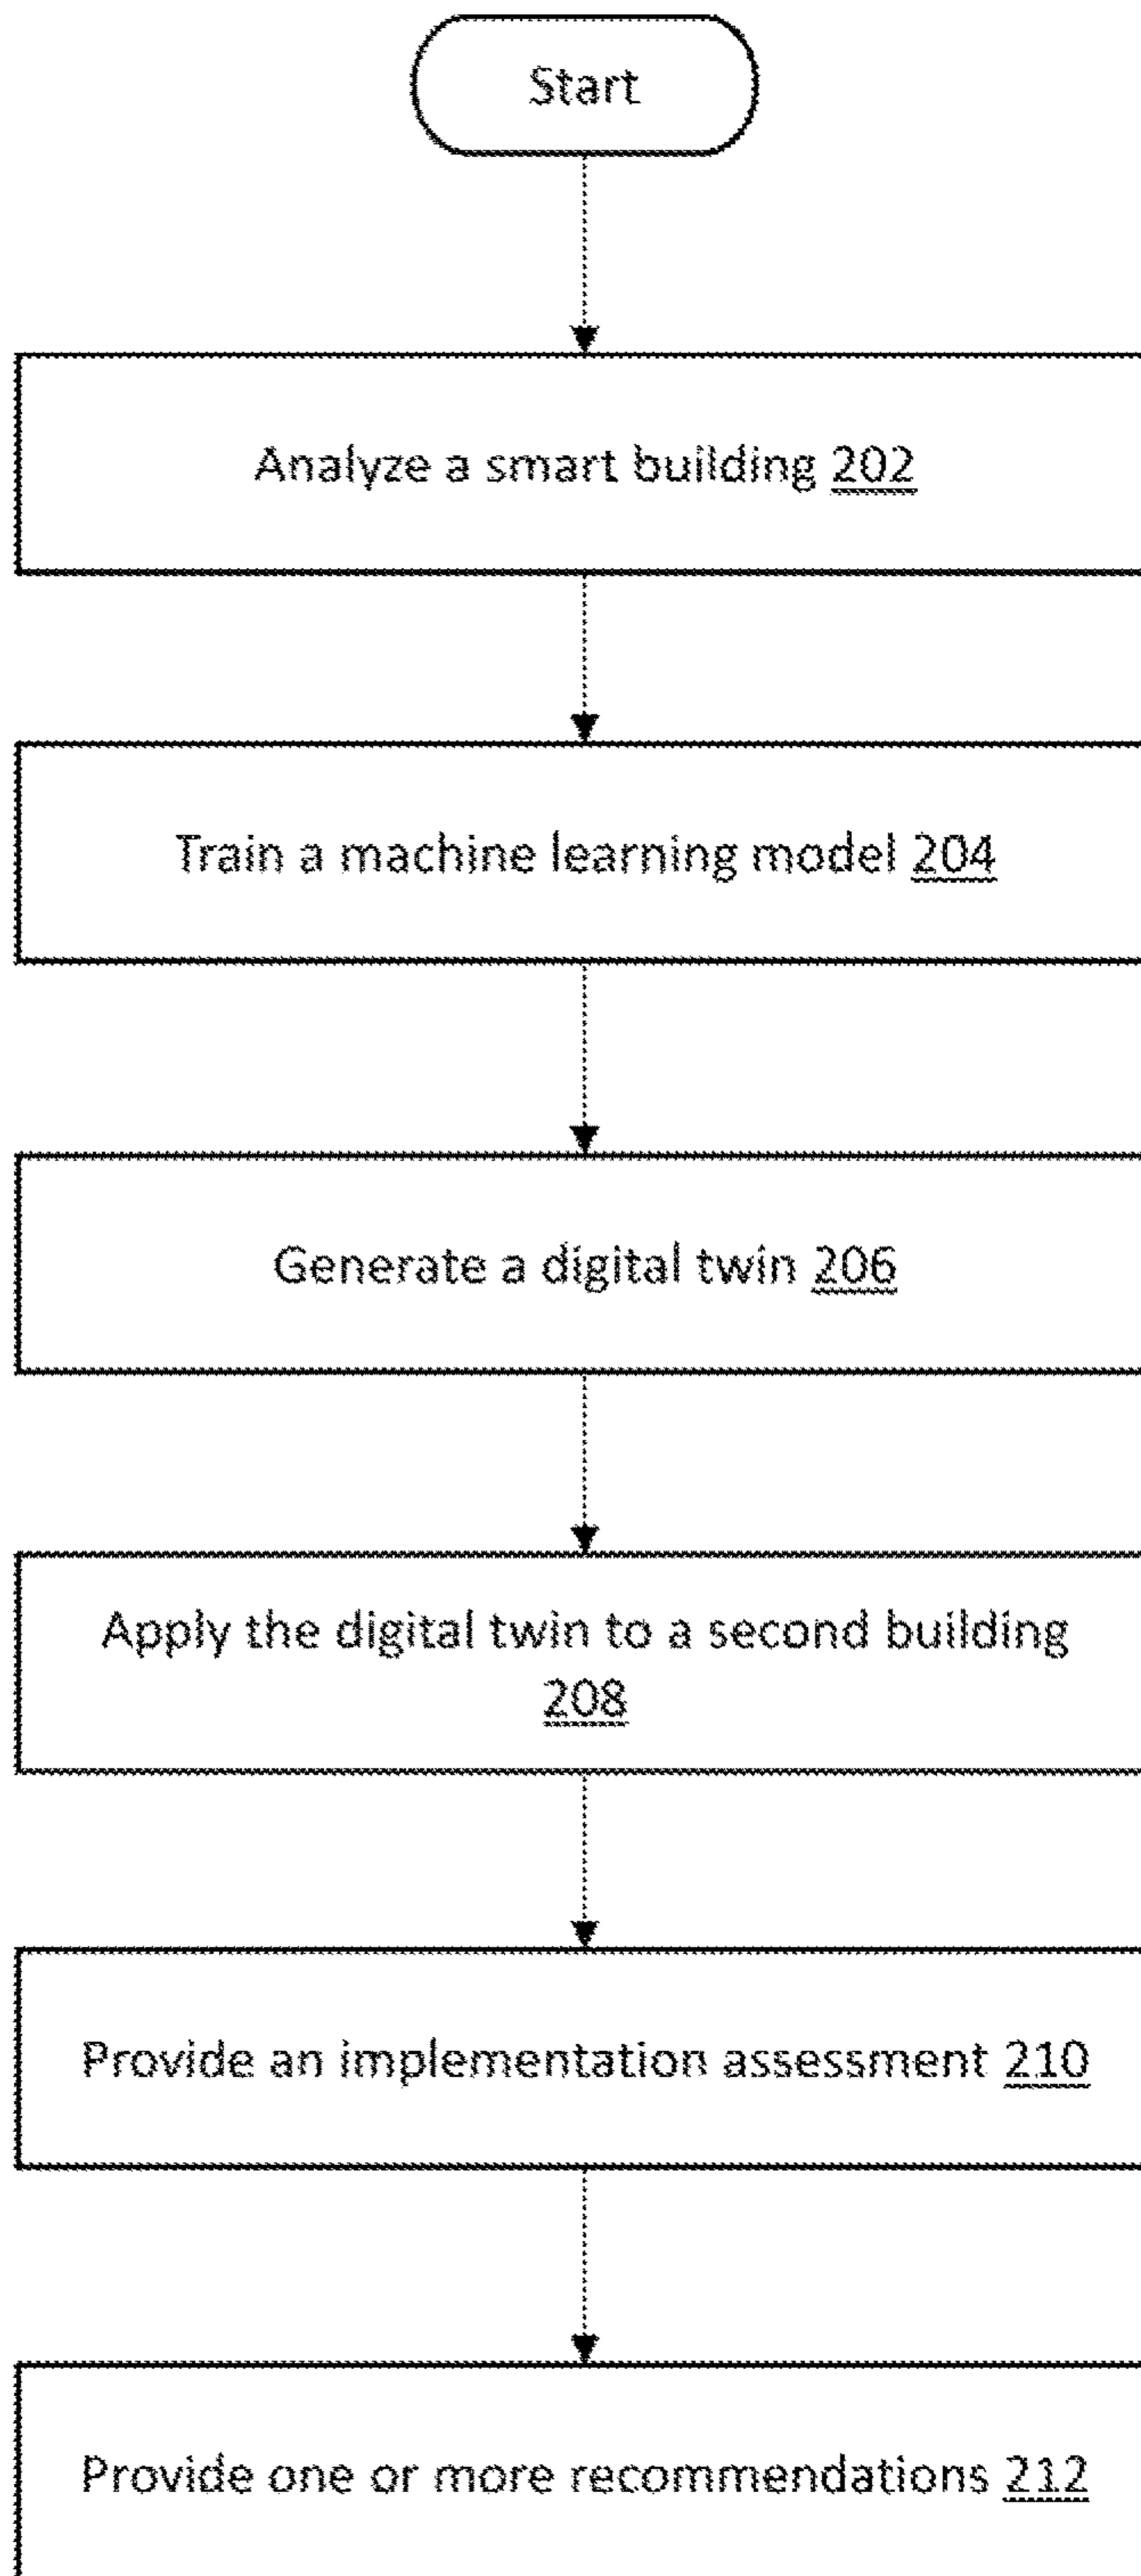 Start
Analyze a smart building 202
Train a machine learning model 204
Generate a digital twin 206
Apply the digital twin to a second building
208
Provide an implementation assessment 210
Provide one or more recommendations 212